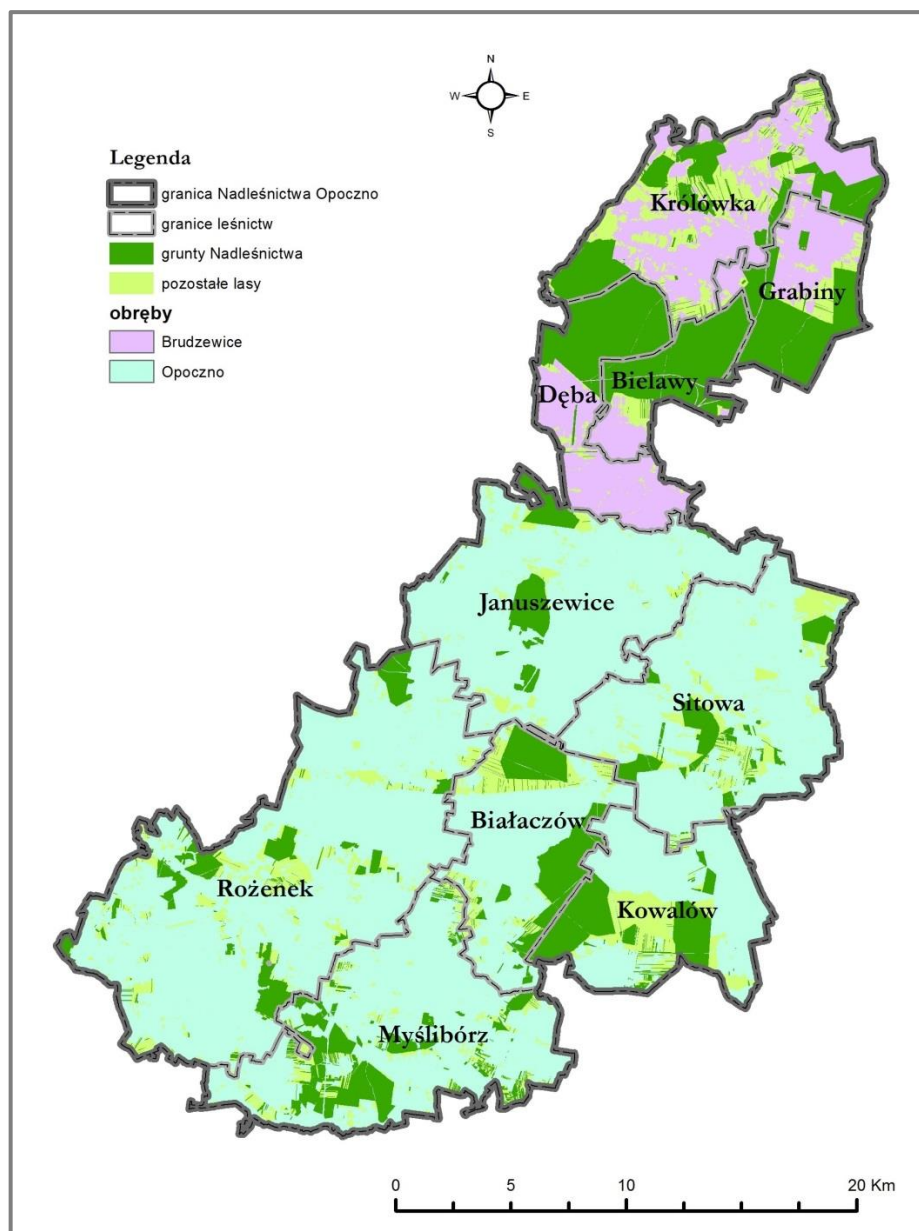 N
W E
S
Legenda
granica Nadleśnictwa Opoczno
granice leśnictw
grunty Nadleśnictwa
pozostałe lasy
obręby
Brudzewice
Opoczno
Królówka
Grabiny
Bielawy
Dęba
Januszewice
Sitowa
Białaczów
Rożenek
Kowalów
Myślibórz
0 5 10 20 Km